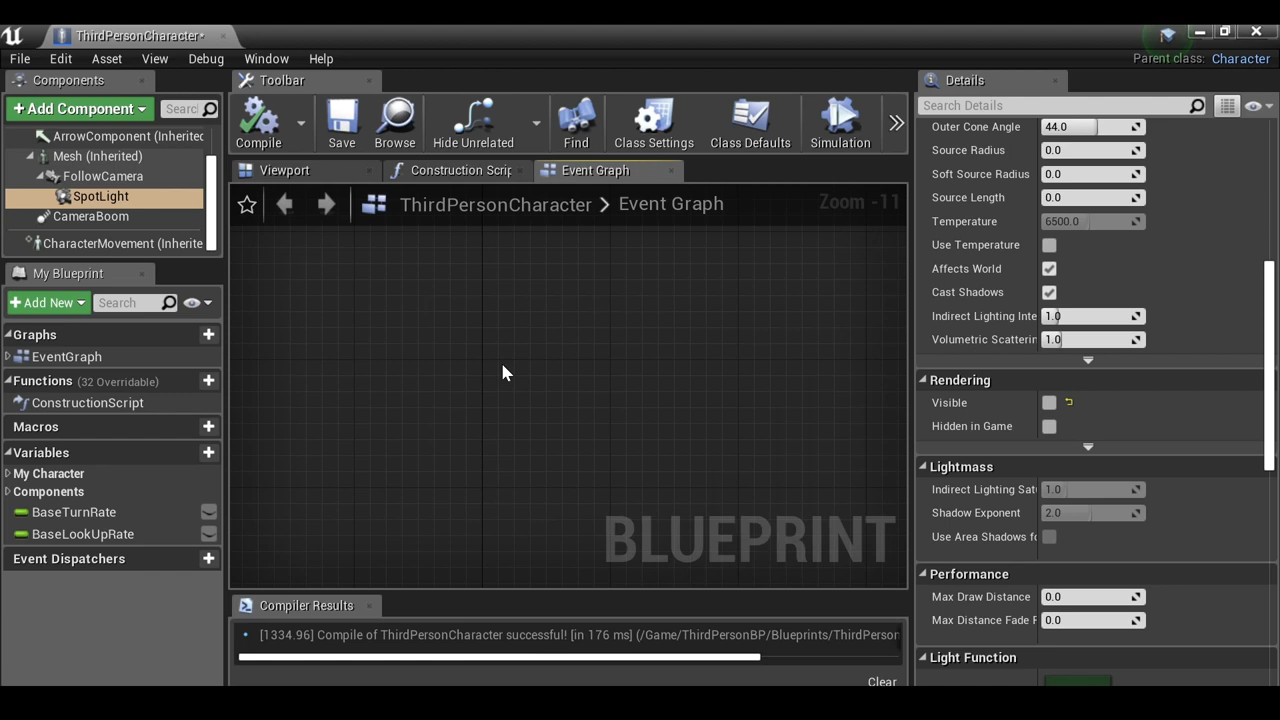 ThirdPersonCharacter*
File Edit Asset View Debug Window Help
Parent class: Character
Components
+ Add Component
Searc
ArrowComponent (Inherited
Mesh (Inherited)
FollowCamera
SpotLight
CameraBoom
CharacterMovement (Inherite
My Blueprint
+ Add New
Search
Graphs
EventGraph
Functions (32 Overridable)
ConstructionScript
Macros
Variables
My Character
Components
BaseTurnRate
BaseLookUpRate
Event Dispatchers
Toolbar
Compile
Save
Browse
Hide Unrelated
Find
Class Settings
Class Defaults
Simulation
Viewport
Construction Scrip
Event Graph
ThirdPersonCharacter > Event Graph
Zoom -11
BLUEPRINT
Compiler Results
[1334.96] Compile of ThirdPersonCharacter successful! [in 176 ms] (/Game/ThirdPersonBP/Blueprints/ThirdPerson
Clear
Details
Search Details
Outer Cone Angle 44.0
Source Radius 0.0
Soft Source Radius 0.0
Source Length 0.0
Temperature 6500.0
Use Temperature
Affects World
Cast Shadows
Indirect Lighting Inte 1.0
Volumetric Scatterin 1.0
Rendering
Visible
Hidden in Game
Lightmass
Indirect Lighting Sat 1.0
Shadow Exponent 2.0
Use Area Shadows fo
Performance
Max Draw Distance 0.0
Max Distance Fade R 0.0
Light Function